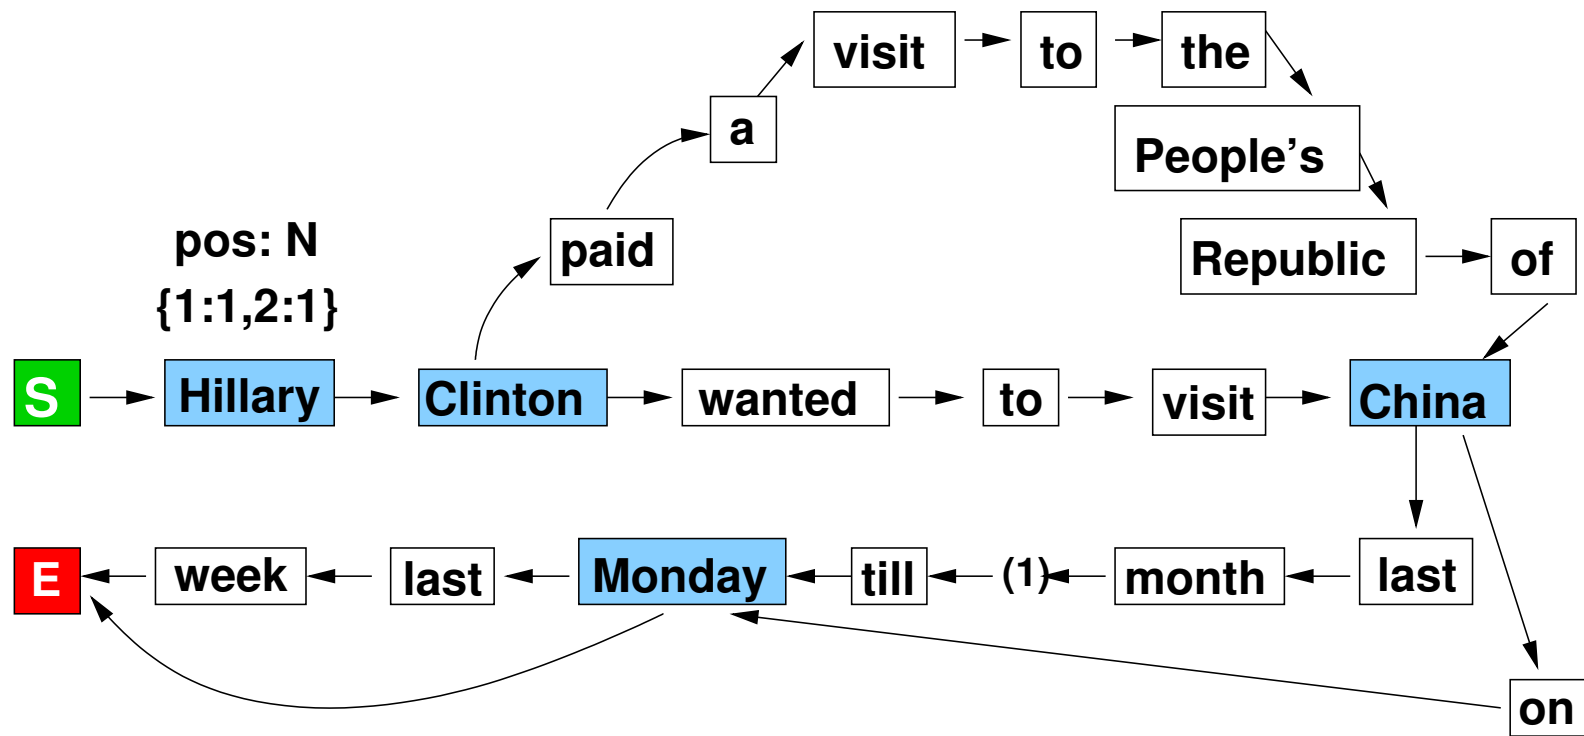 visit to the
a
People's
pos: N
paid
Republic of
{1:1,2:1}
S Hillary Clinton wanted to visit China
E week last Monday till (1) month last
on